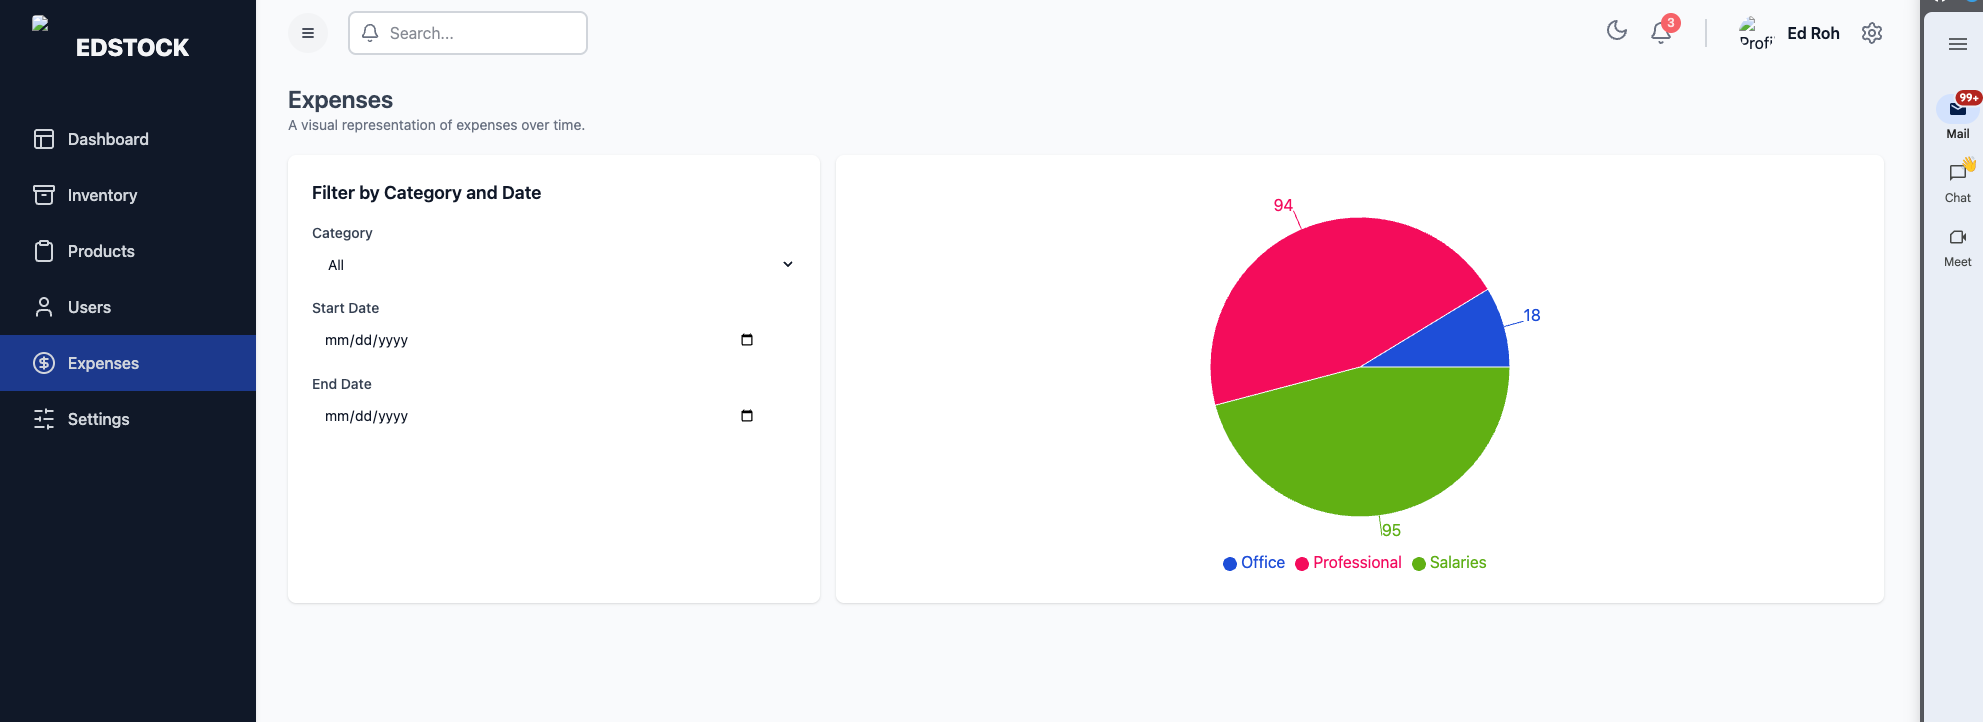 EDSTOCK
Dashboard
Inventory
Products
Users
Expenses
Settings
Search...
3
Profi
Ed Roh
Expenses
A visual representation of expenses over time.
Filter by Category and Date
Category
All
Start Date
mm/dd/yyyy
End Date
mm/dd/yyyy
94
18
95
Office Professional Salaries
99+
Mail
Chat
Meet